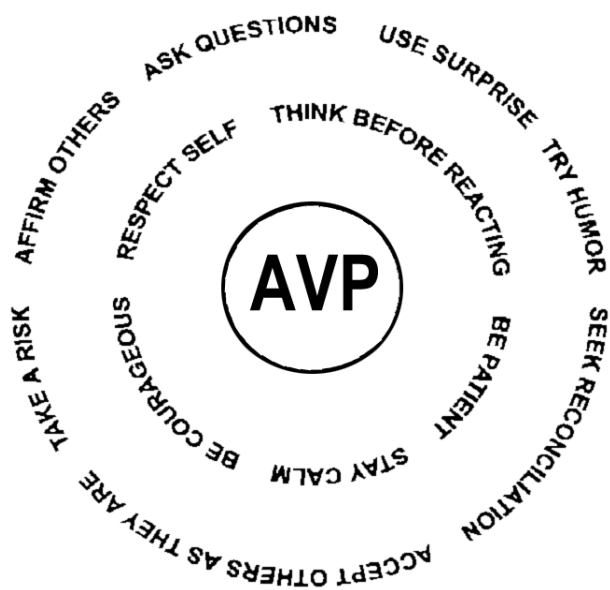 ASK QUESTIONS
USE SURPRISE
TRY HUMOR
SEEK RECONCILIATION
ACCEPT OTHERS AS THEY ARE
TAKE A RISK
AFFIRM OTHERS
THINK BEFORE REACTING
BE PATIENT
STAY CALM
BE COURAGEOUS
RESPECT SELF
AVP